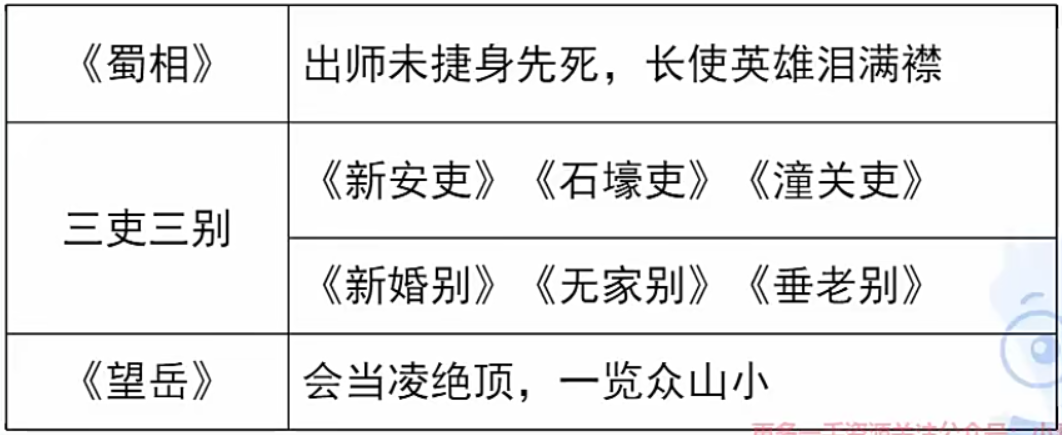 《蜀相》
出师未捷身先死，长使英雄泪满襟
三吏三别
《新安吏》《石壕吏》《潼关吏》
《新婚别》《无家别》《垂老别》
《望岳》
会当凌绝顶，一览众山小